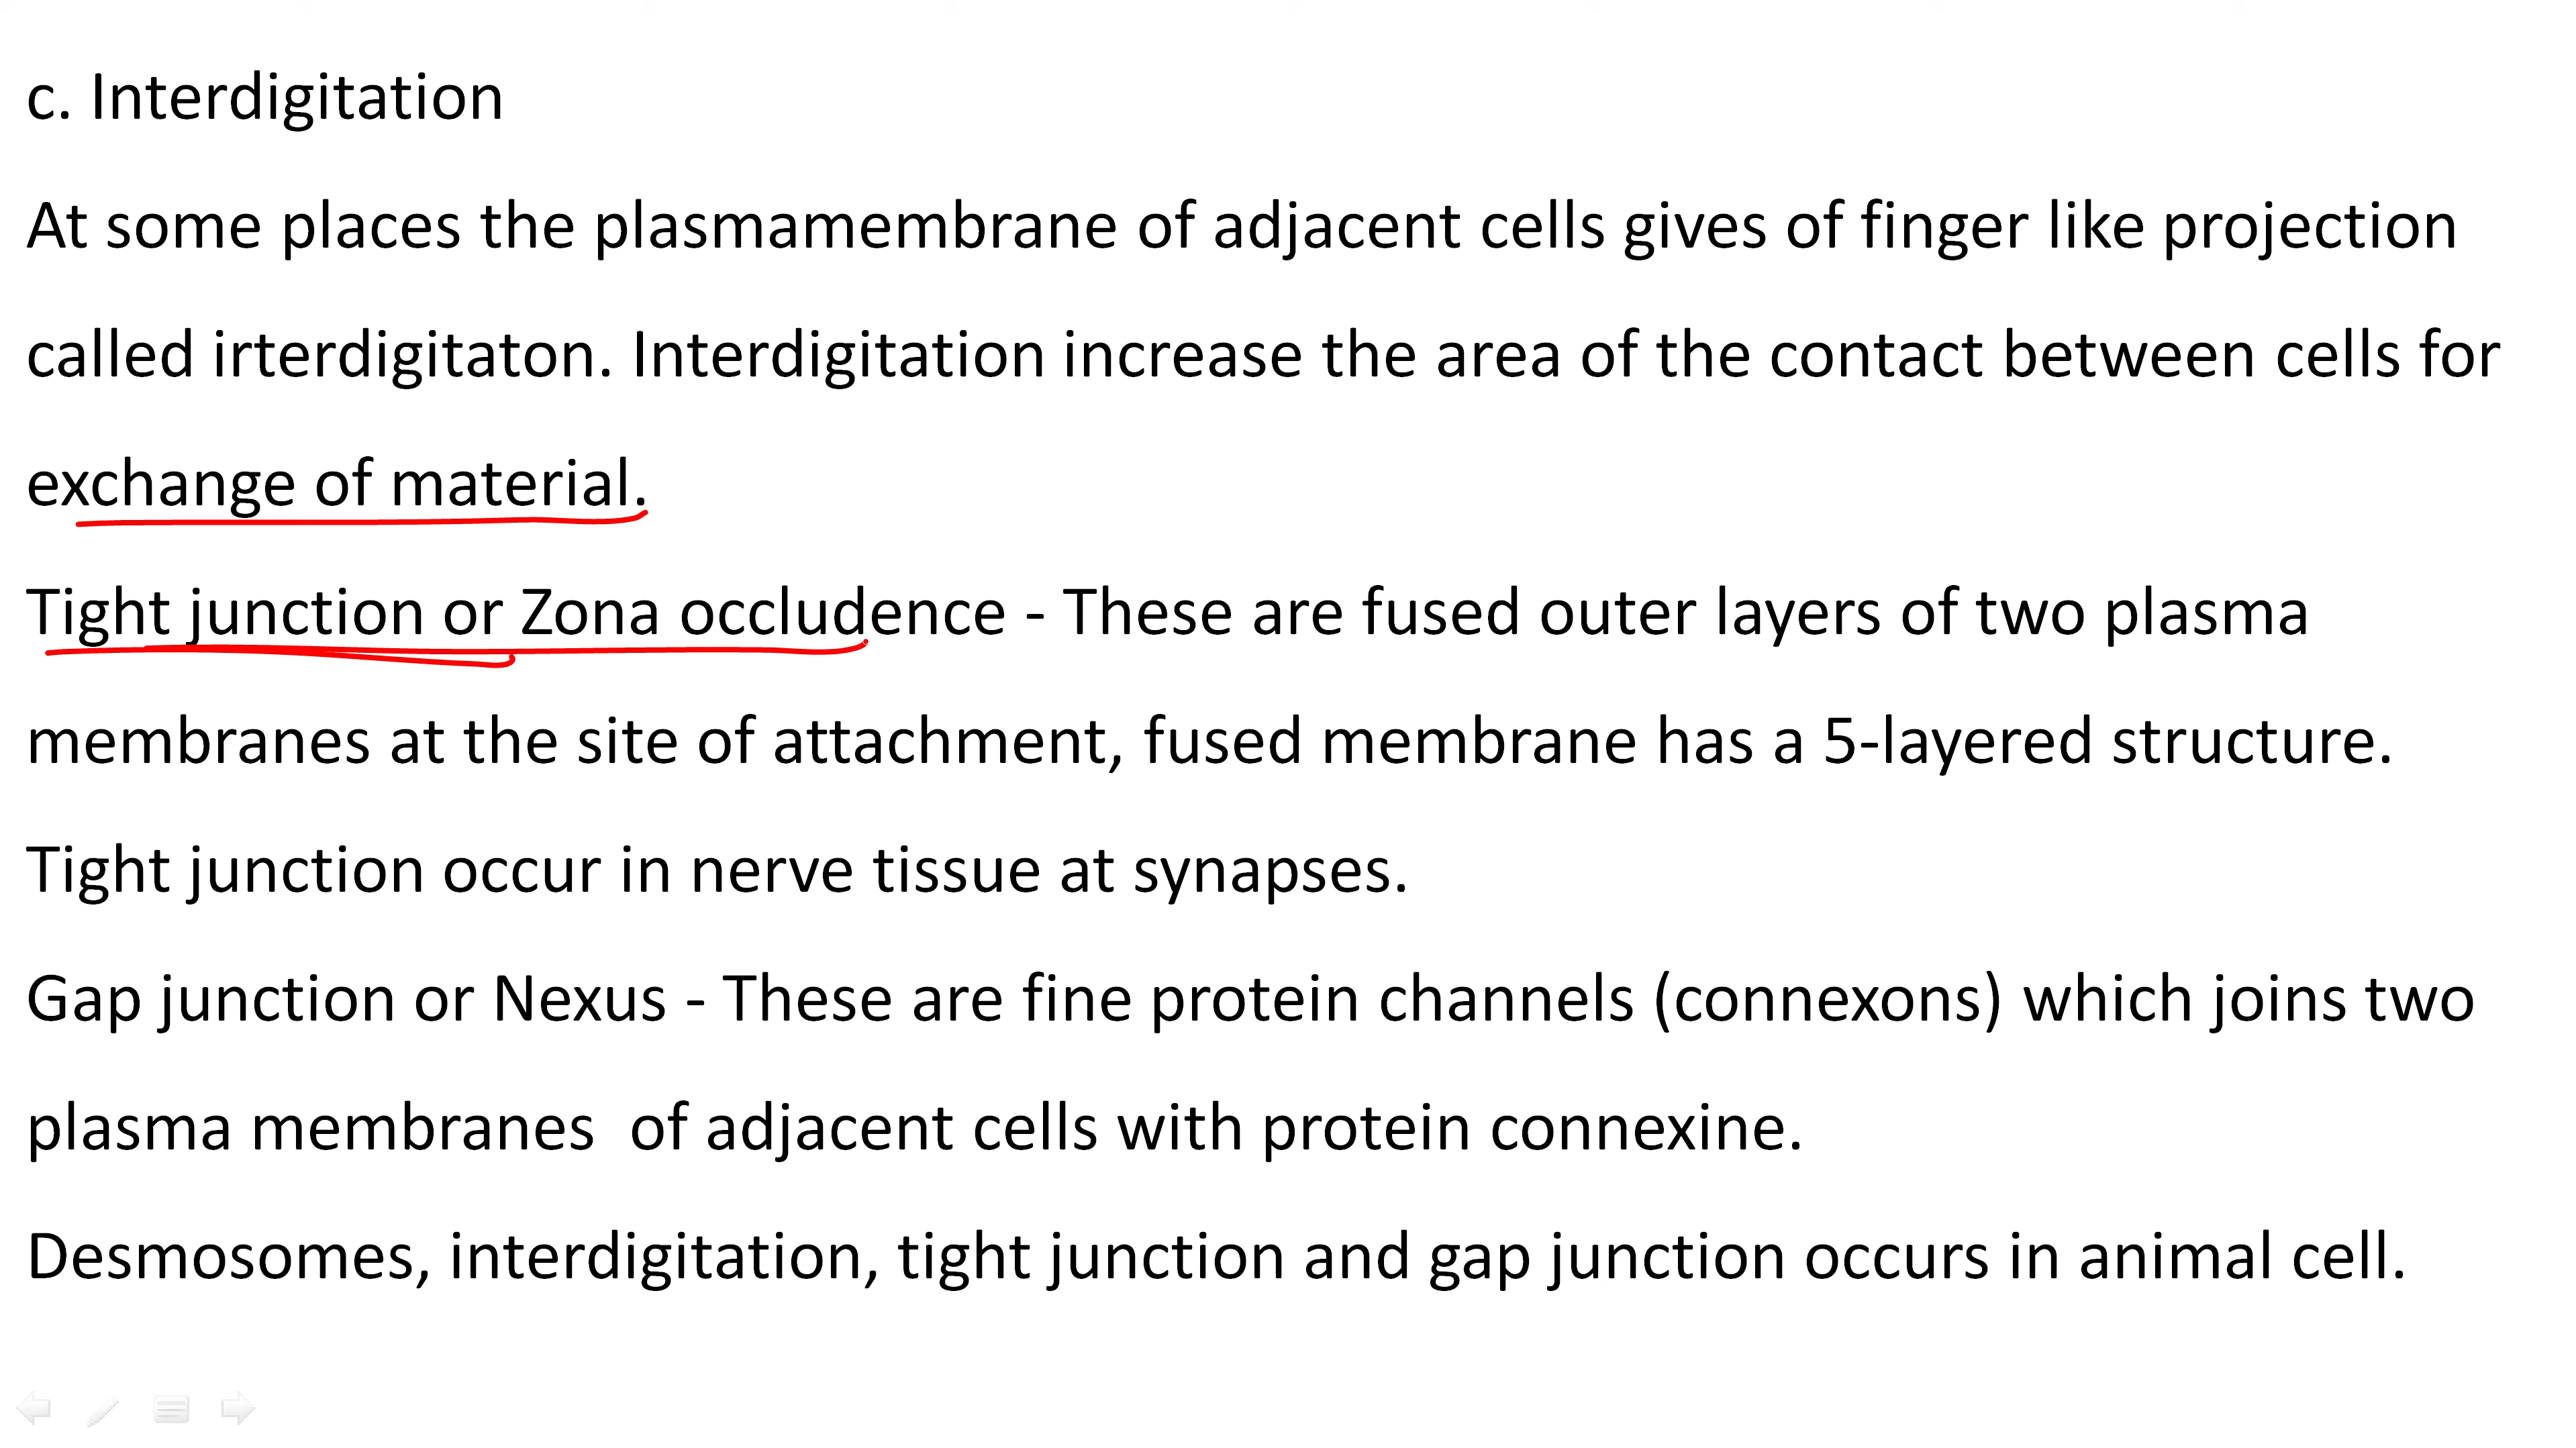 c. Interdigitation
At some places the plasmamembrane of adjacent cells gives of finger like projection
called irterdigitaton. Interdigitation increase the area of the contact between cells for
exchange of material.
Tight junction or Zona occludence - These are fused outer layers of two plasma
membranes at the site of attachment, fused membrane has a 5-layered structure.
Tight junction occur in nerve tissue at synapses.
Gap junction or Nexus - These are fine protein channels (connexons) which joins two
plasma membranes  of adjacent cells with protein connexine.
Desmosomes, interdigitation, tight junction and gap junction occurs in animal cell.